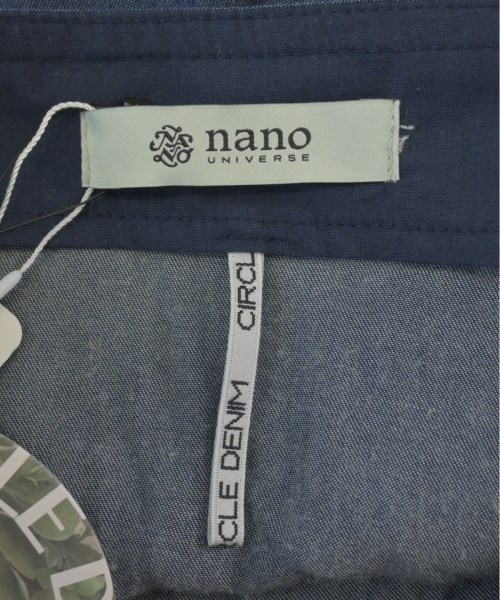 nano
UNIVERSE
CIRCL
CLE DENIM